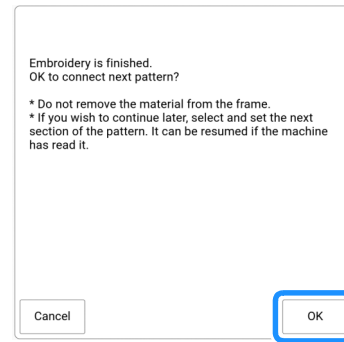 Embroidery is finished.
OK to connect next pattern?
* Do not remove the material from the frame.
* If you wish to continue later, select and set the next
section of the pattern. It can be resumed if the machine
has read it.
Cancel
OK